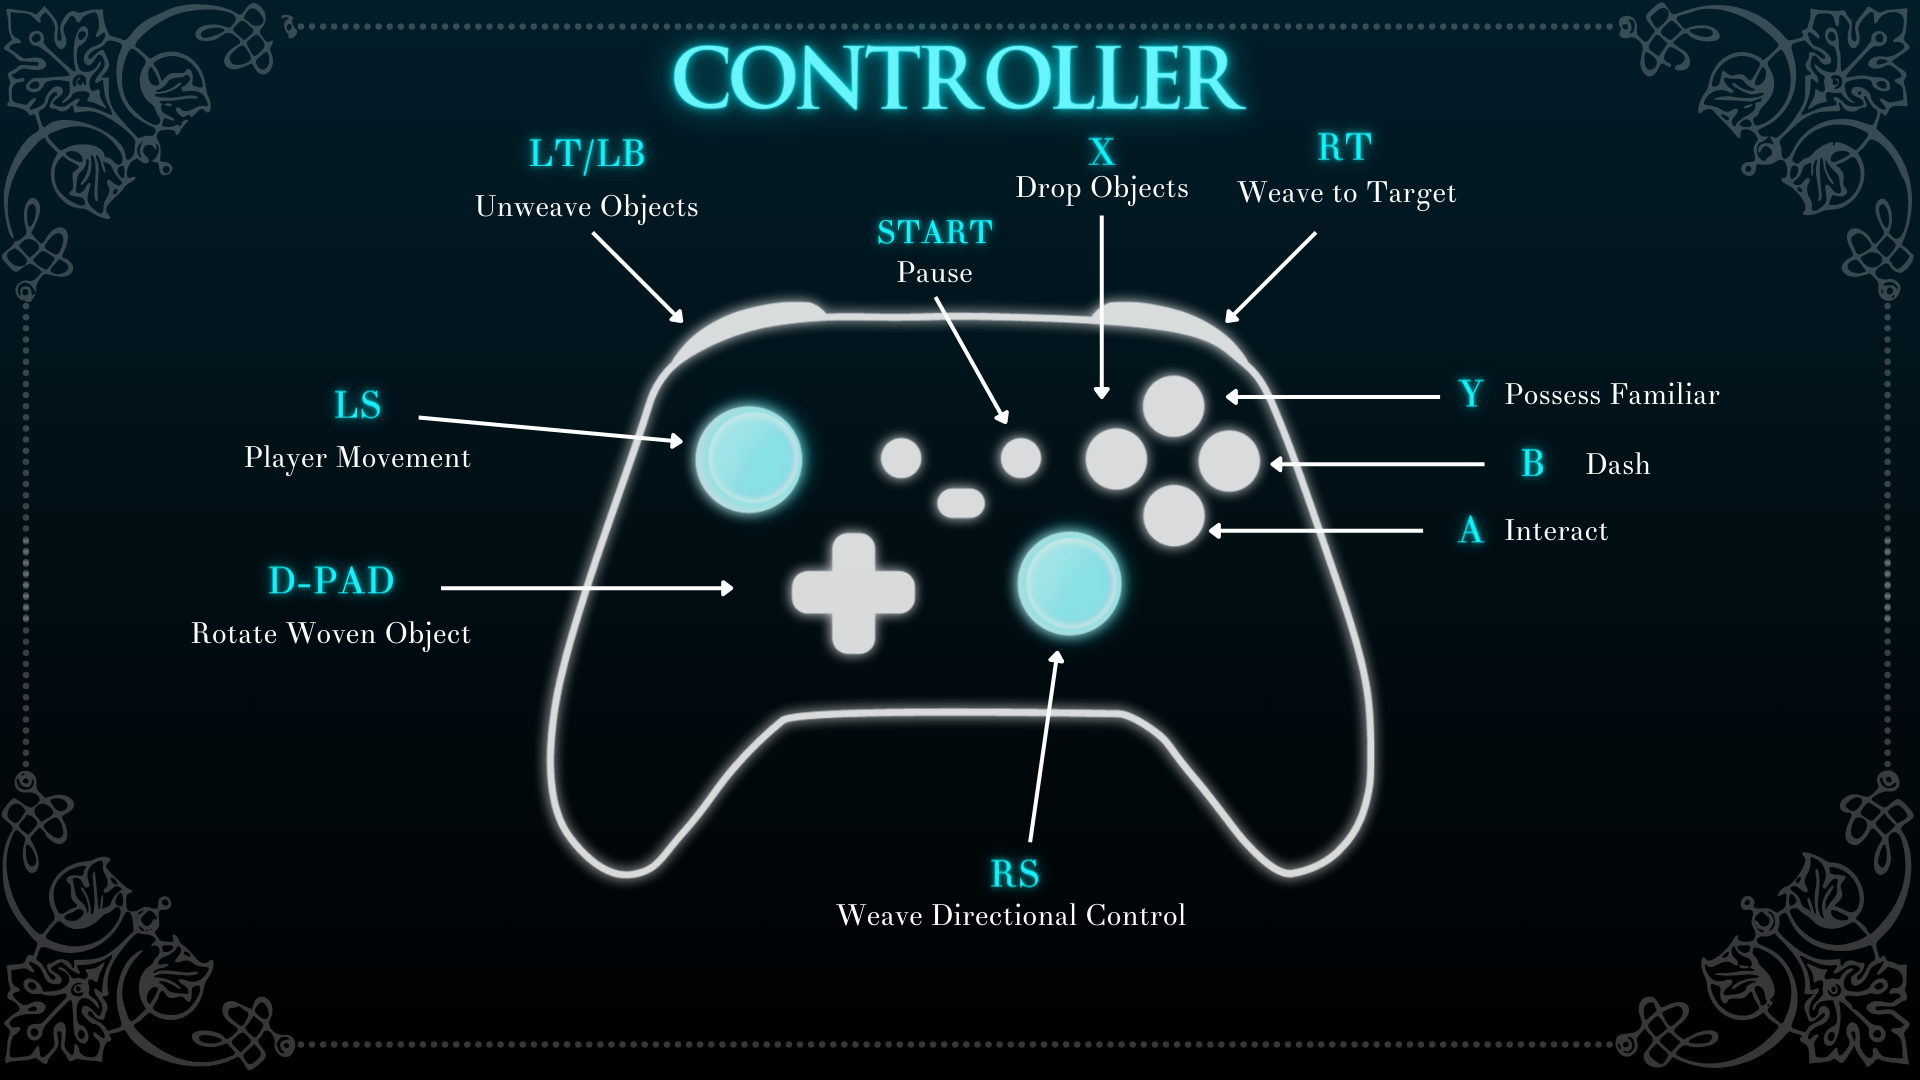 CONTROLLER
LT/LB
Unweave Objects
START
Pause
X
Drop Objects
RT
Weave to Target
LS
Player Movement
Y Possess Familiar
B Dash
A Interact
D-PAD
Rotate Woven Object
RS
Weave Directional Control